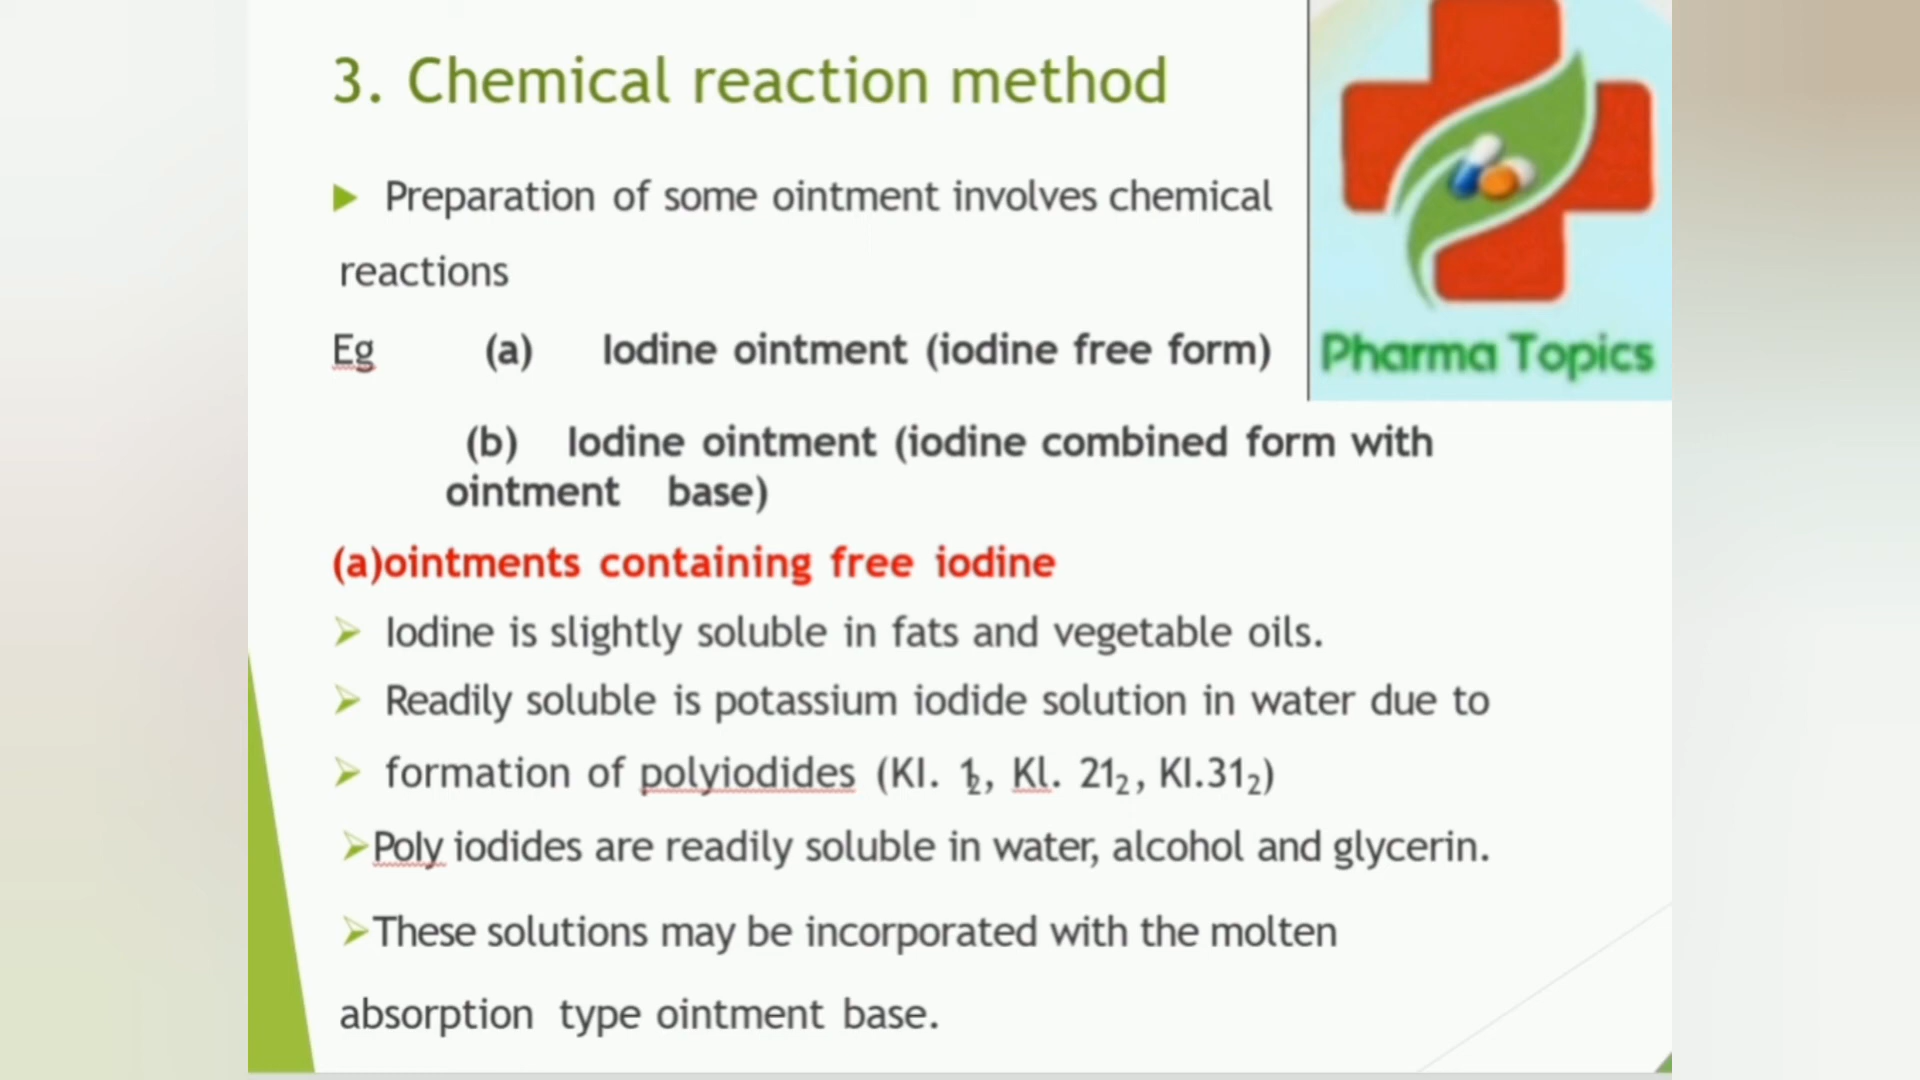 3. Chemical reaction method
Preparation of some ointment involves chemical
reactions
Eg (a) Iodine ointment (iodine free form)
(b) Iodine ointment (iodine combined form with
ointment base)
(a)ointments containing free iodine
Iodine is slightly soluble in fats and vegetable oils.
Readily soluble is potassium iodide solution in water due to
formation of polyiodides (KI. 1₂, Kl. 21₂, KI.31₂)
Poly iodides are readily soluble in water, alcohol and glycerin.
These solutions may be incorporated with the molten
absorption type ointment base.
Pharma Topics